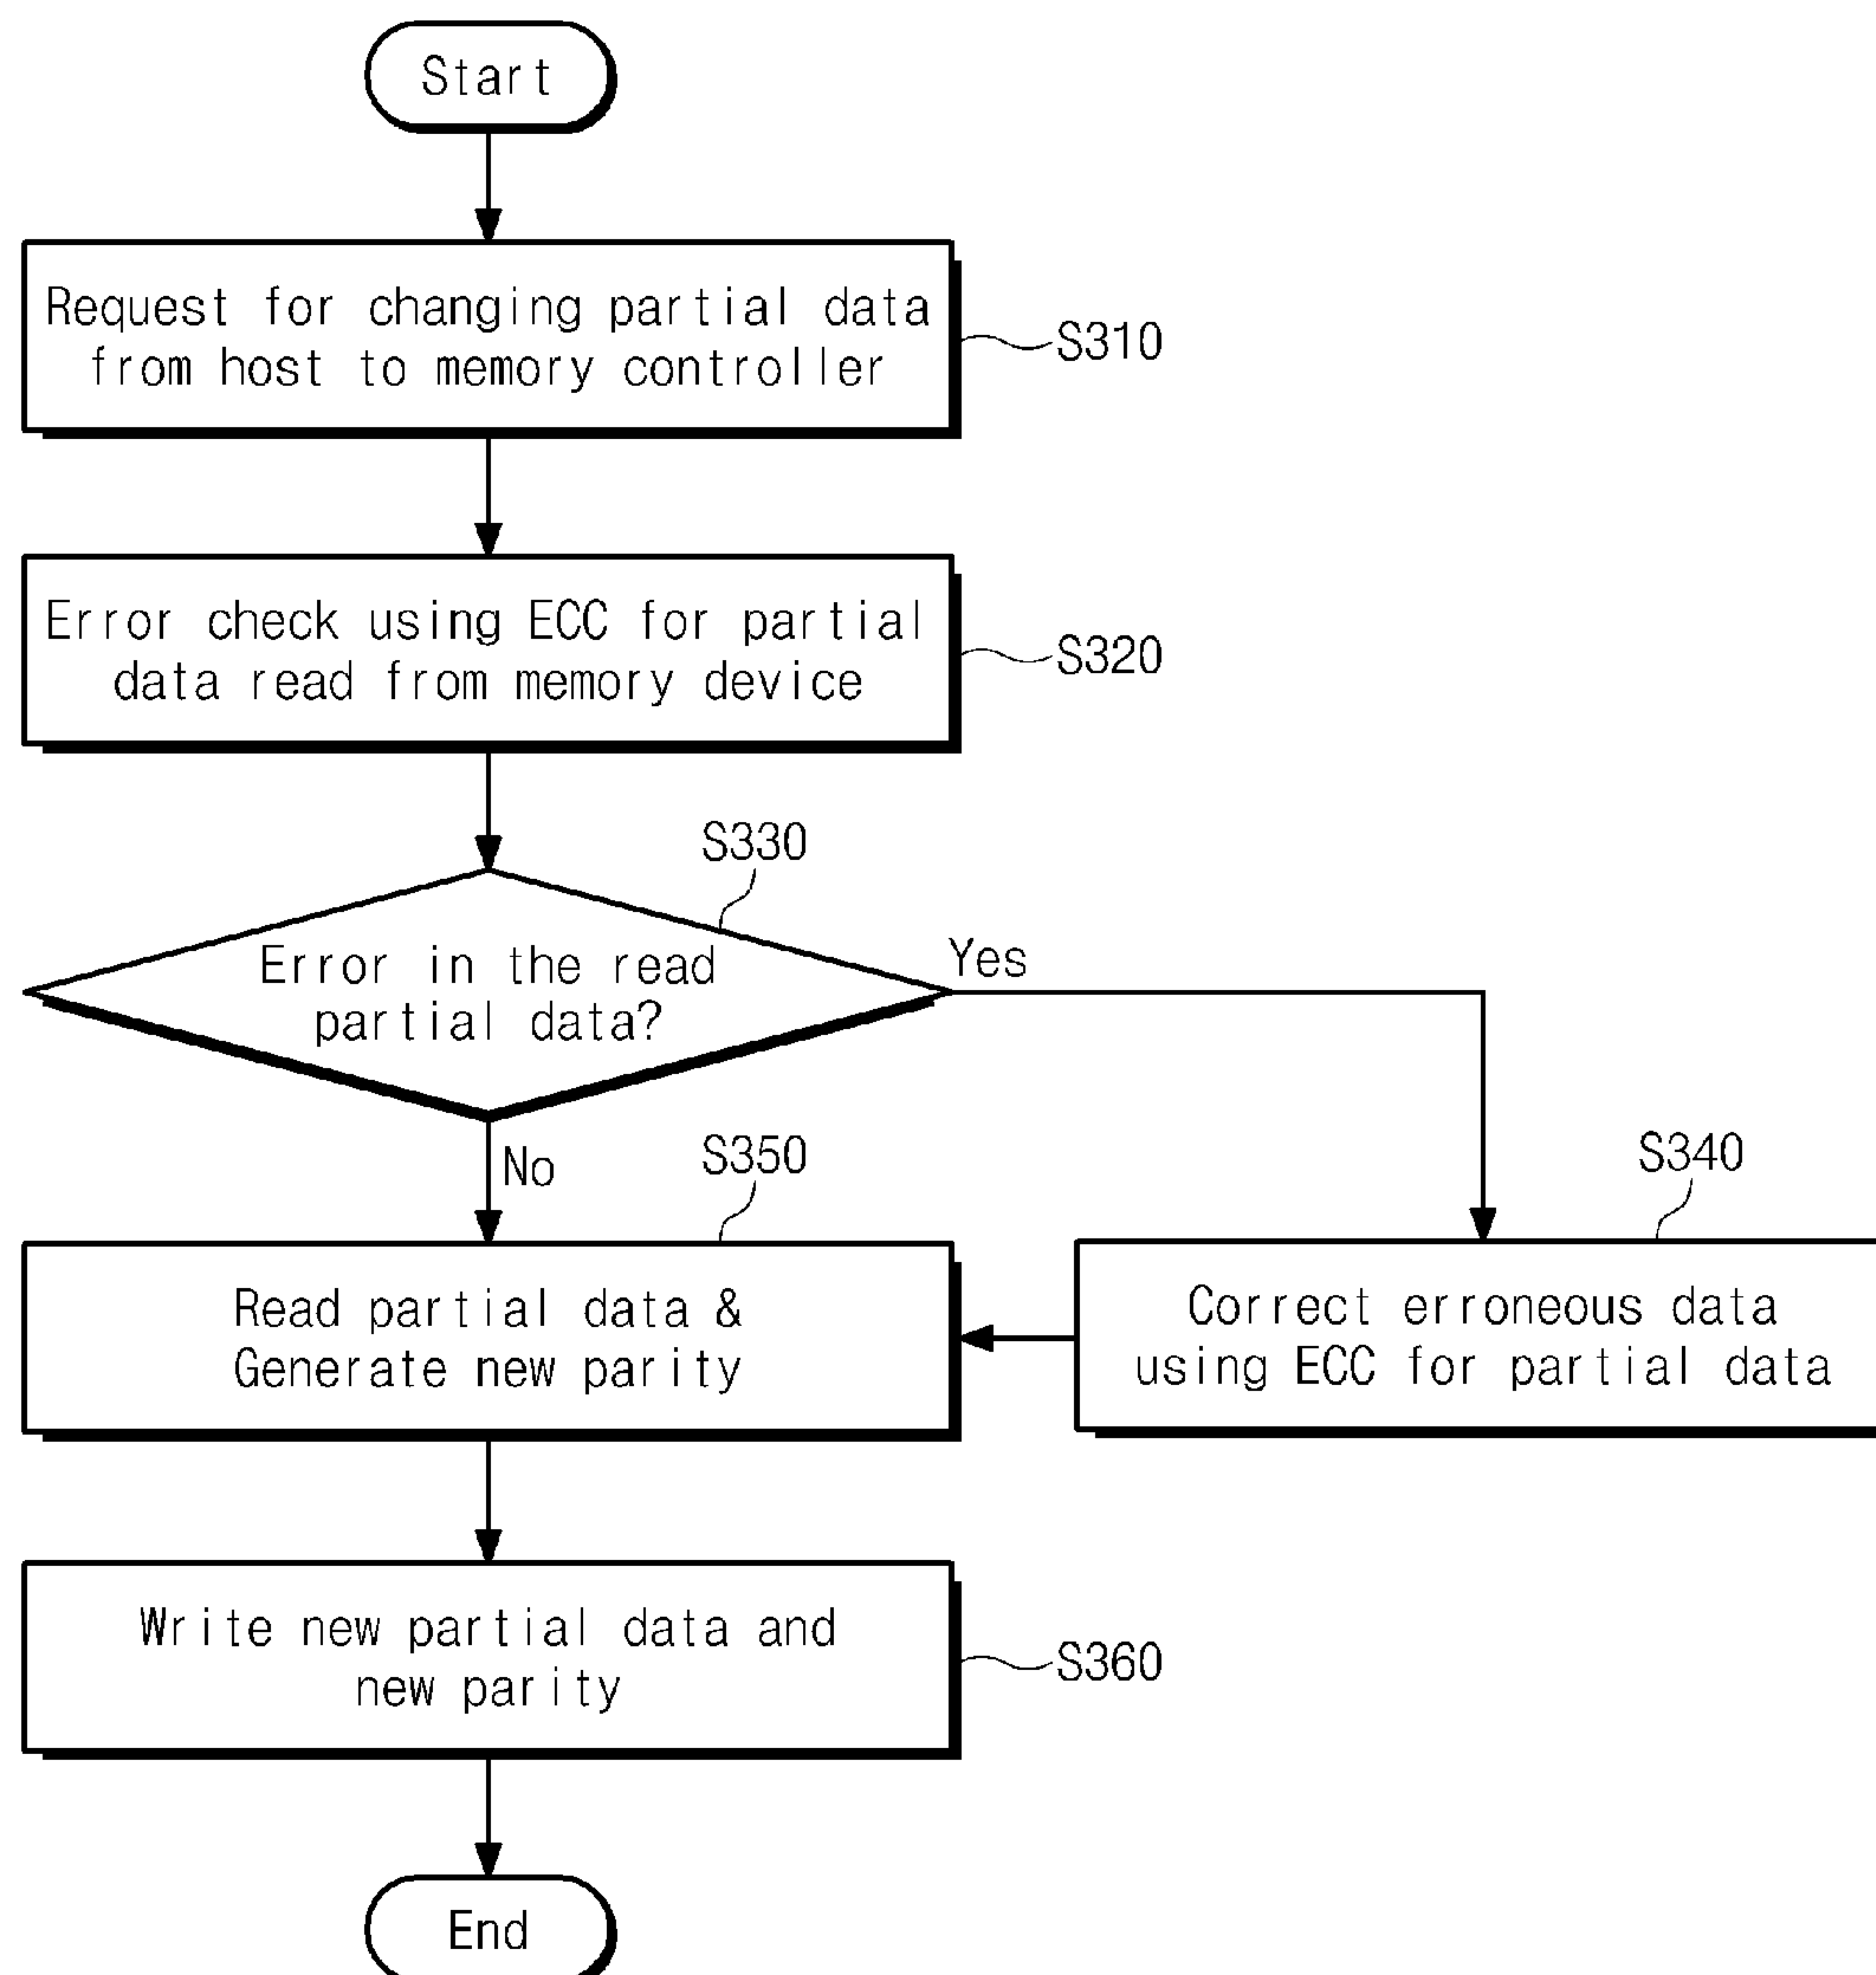 Start
Request for changing partial data
from host to memory controller
S310
Error check using ECC for partial
data read from memory device
S320
S330
Error in the read
partial data?
Yes
No
S350
S340
Read partial data &
Generate new parity
Correct erroneous data
using ECC for partial data
Write new partial data and
new parity
S360
End